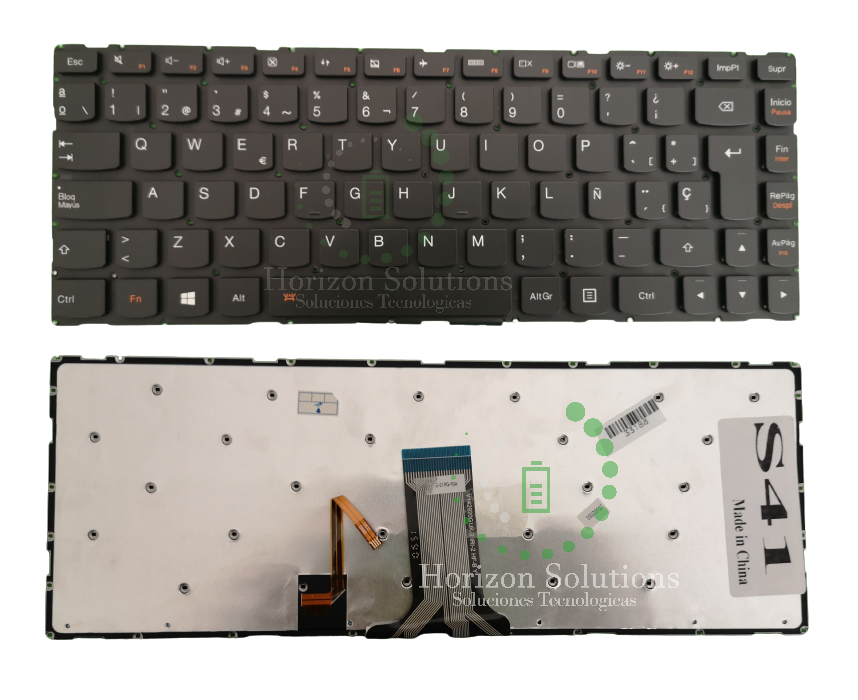 Esc F1 F2 F3 F4 F5 F6 F7 F8 F9 F10 F11 F12 ImpPt Supr
ª ! " · $ % & / ( ) = ? ¿ Inicio
º \ 1 | 2 @ 3 # 4 ~ 5 6 ¬ 7 8 9 0 ' ¡ Pausa
Q W E € R T Y U I O P ^ ` [ * + ] Fin Inter
Bloq Mayús A S D F G H J K L Ñ ¨ ´ { Ç } RePág Despl
> < Z X C V B N M ; , : . _ - AvPág Ins
Horizon Solutions
Ctrl Fn Alt AltGr Ctrl
Soluciones Tecnologicas
33188
S41
Made in China
1510
Horizon Solutions
Soluciones Tecnologicas